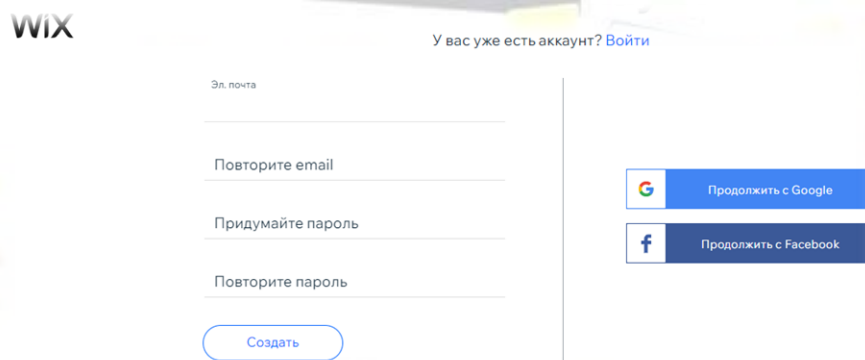 WiX
У вас уже есть аккаунт? Войти
Эл. почта
Повторите email
Придумайте пароль
Повторите пароль
Создать
G
Продолжить с Google
f
Продолжить с Facebook